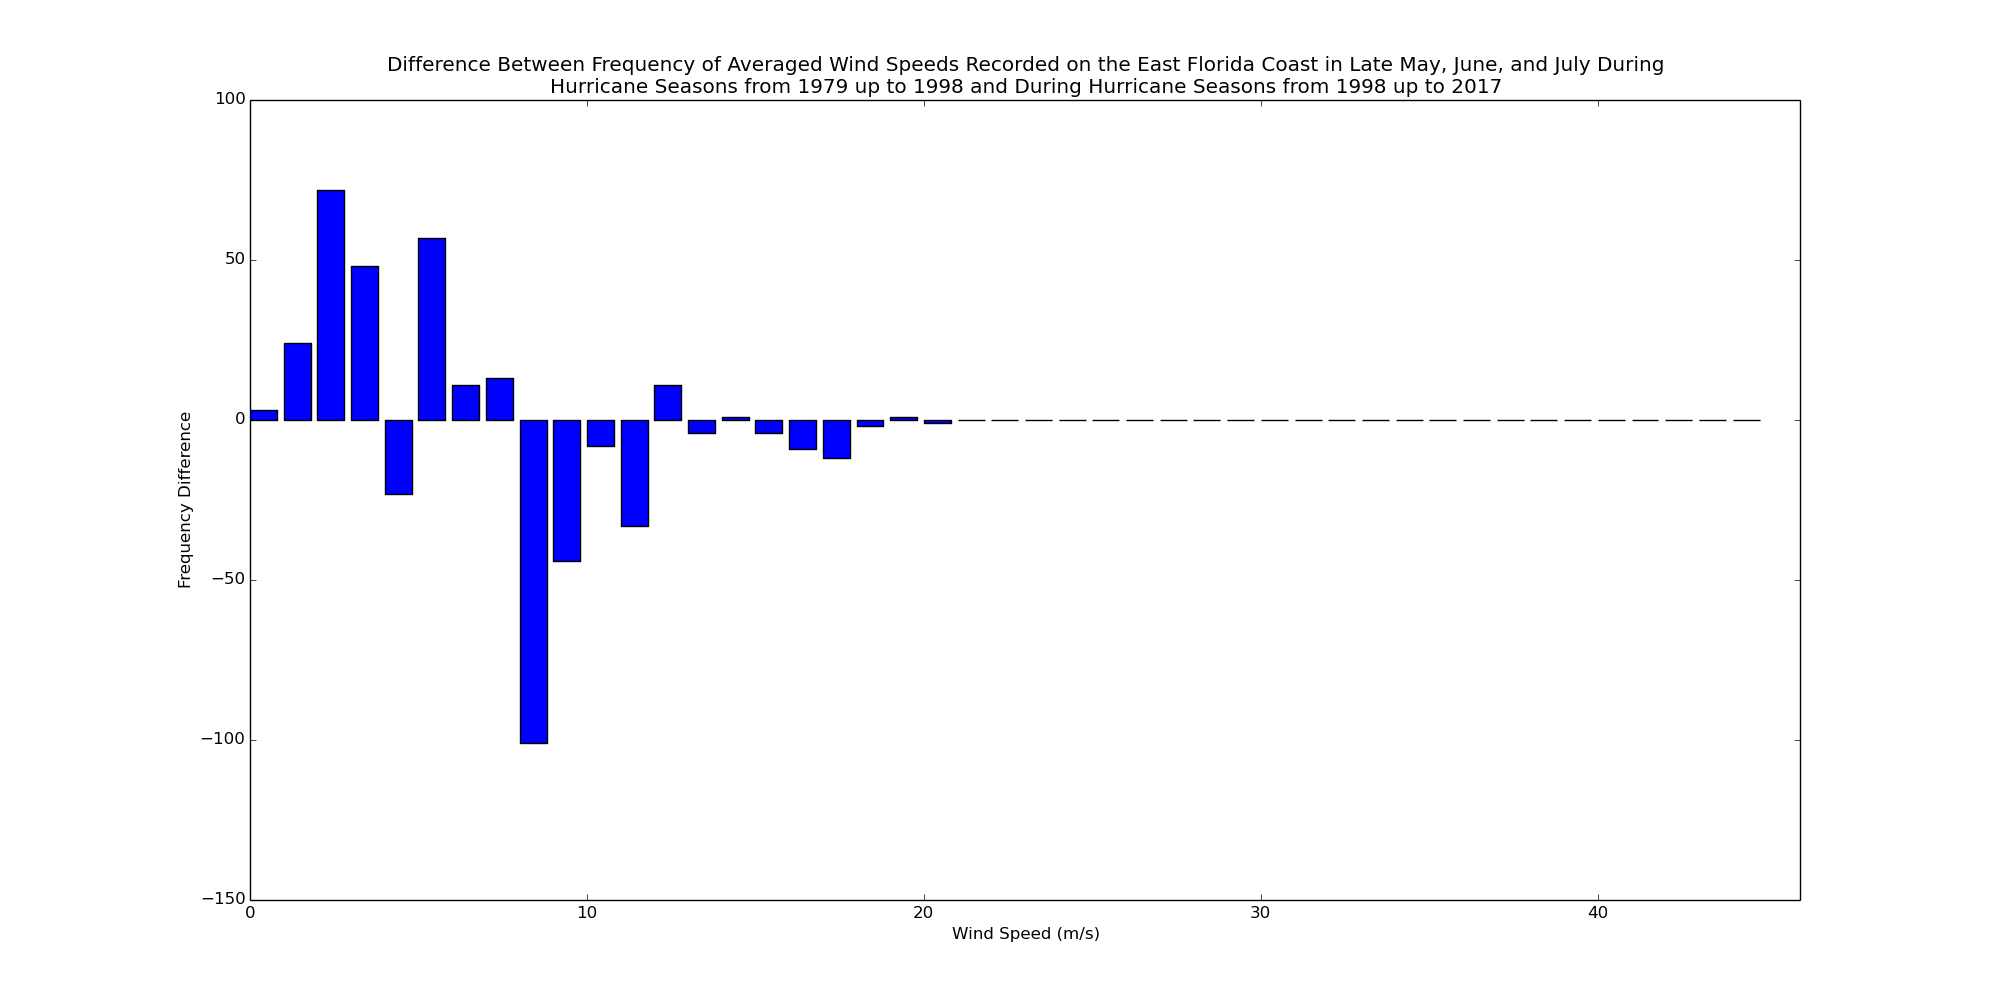 Difference Between Frequency of Averaged Wind Speeds Recorded on the East Florida Coast in Late May, June, and July During
Hurricane Seasons from 1979 up to 1998 and During Hurricane Seasons from 1998 up to 2017
100
50
0
−50
−100
−150
Frequency Difference
0 10 20 30 40
Wind Speed (m/s)